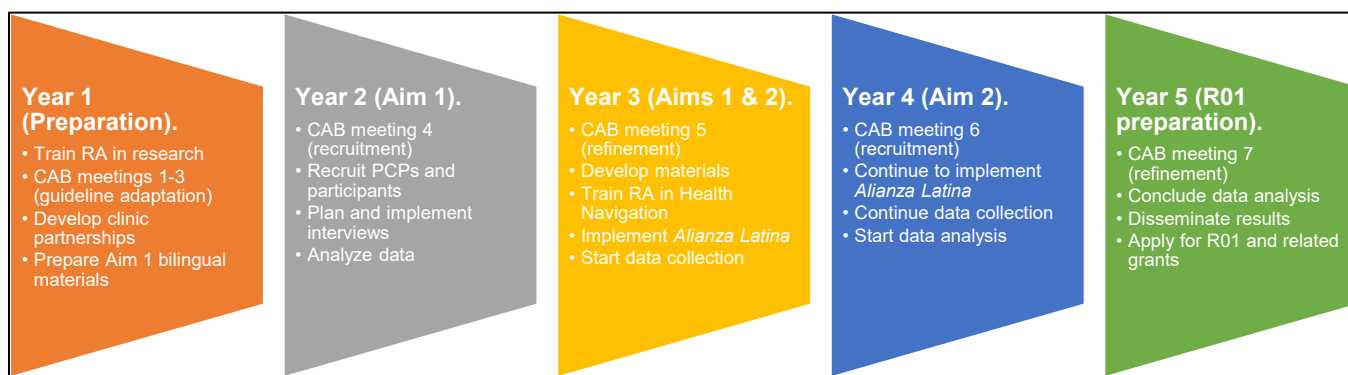 Year 1
(Preparation).
• Train RA in research
• CAB meetings 1-3
(guideline adaptation)
• Develop clinic
partnerships
• Prepare Aim 1 bilingual
materials
Year 2 (Aim 1).
• CAB meeting 4
(recruitment)
• Recruit PCPs and
participants
• Plan and implement
interviews
• Analyze data
Year 3 (Aims 1 & 2).
• CAB meeting 5
(refinement)
• Develop materials
• Train RA in Health
Navigation
• Implement Alianza Latina
• Start data collection
Year 4 (Aim 2).
• CAB meeting 6
(recruitment)
• Continue to implement
Alianza Latina
• Continue data collection
• Start data analysis
Year 5 (R01
preparation).
• CAB meeting 7
(refinement)
• Conclude data analysis
• Disseminate results
• Apply for R01 and related
grants